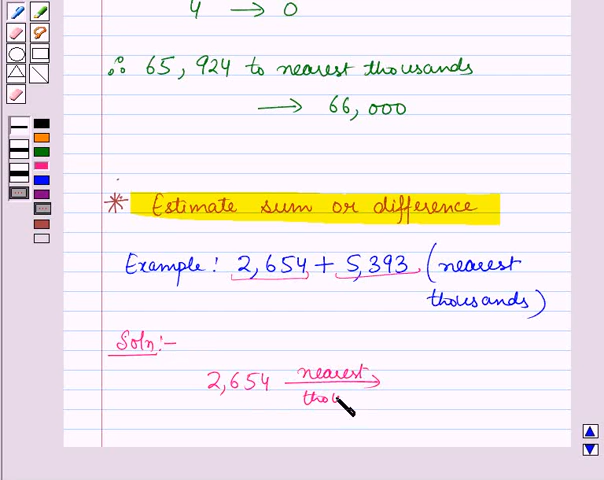 4 → 0
∴ 65,924 to nearest thousands
→ 66,000
* Estimate sum or difference
Example: 2,654 + 5,393 (nearest
thousands)
Soln:-
2,654 nearest
thou